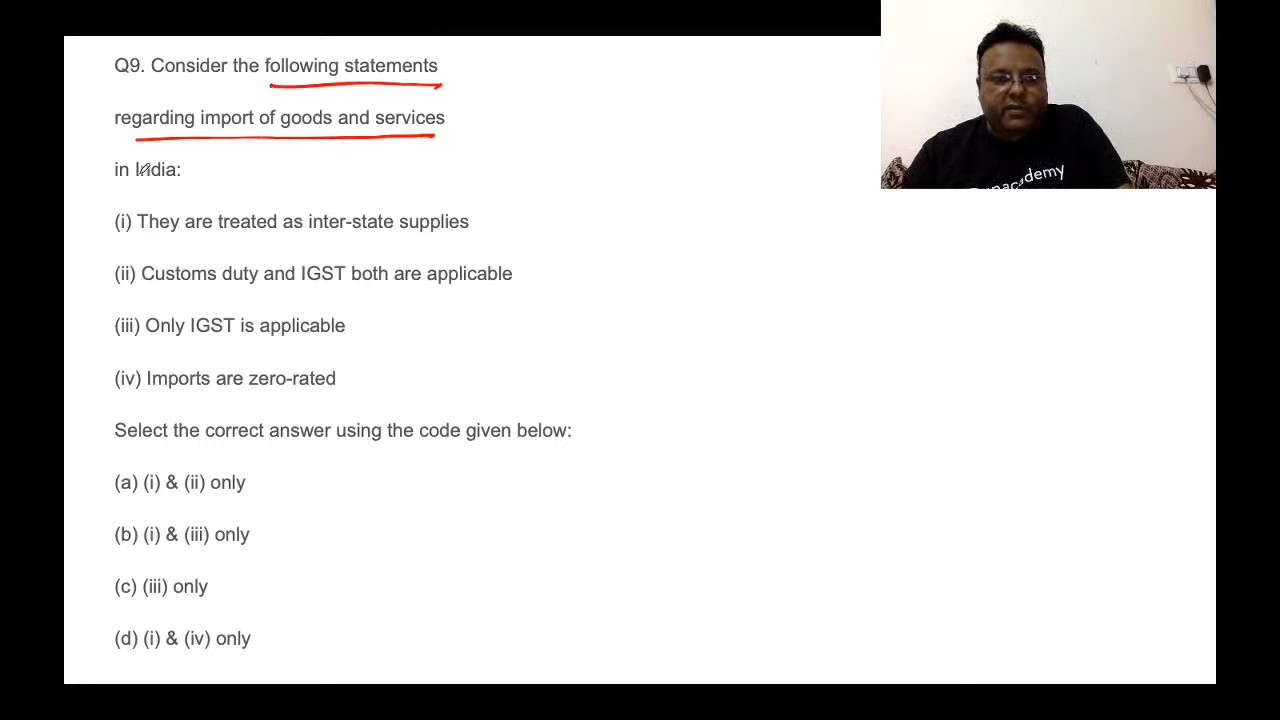 Q9. Consider the following statements
regarding import of goods and services
in India:
(i) They are treated as inter-state supplies
(ii) Customs duty and IGST both are applicable
(iii) Only IGST is applicable
(iv) Imports are zero-rated
Select the correct answer using the code given below:
(a) (i) & (ii) only
(b) (i) & (iii) only
(c) (iii) only
(d) (i) & (iv) only